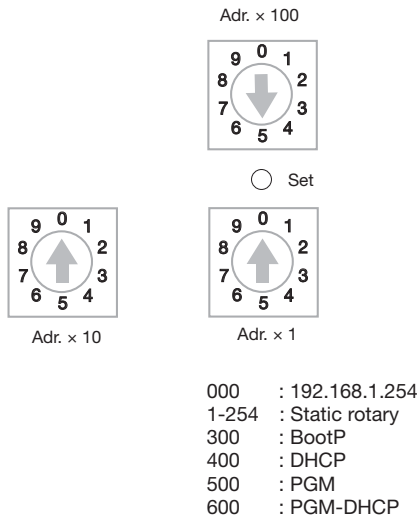 Adr. × 100
9 0 1
8 2
7 3
6 5 4
Set
9 0 1
8 2
7 3
6 5 4
Adr. × 10
9 0 1
8 2
7 3
6 5 4
Adr. × 1
000 : 192.168.1.254
1-254 : Static rotary
300 : BootP
400 : DHCP
500 : PGM
600 : PGM-DHCP